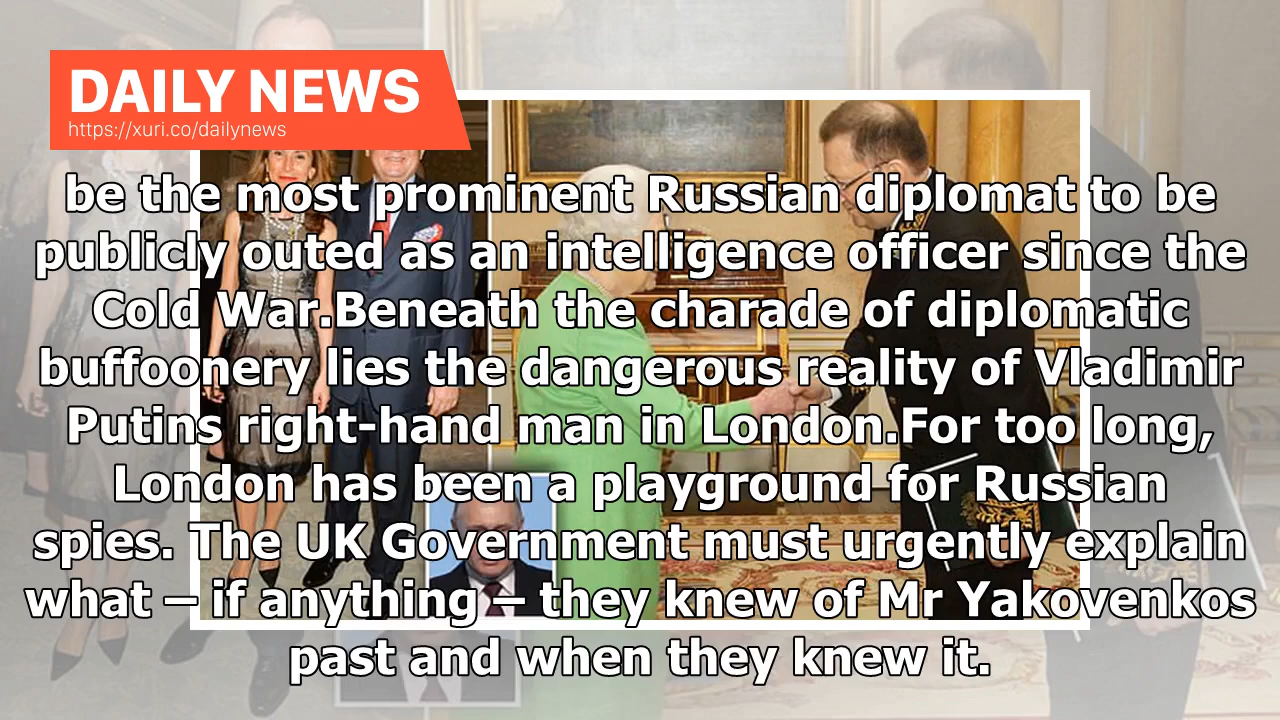 DAILY NEWS
https://xuri.co/dailynews
be the most prominent Russian diplomat to be
publicly outed as an intelligence officer since the
Cold War.Beneath the charade of diplomatic
buffoonery lies the dangerous reality of Vladimir
Putins right-hand man in London.For too long,
London has been a playground for Russian
spies. The UK Government must urgently explain
what – if anything – they knew of Mr Yakovenkos
past and when they knew it.